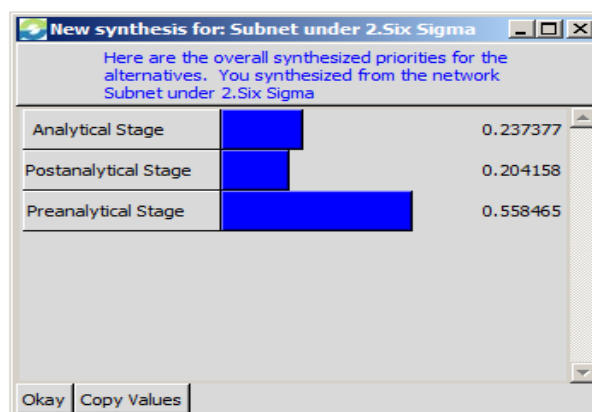 New synthesis for: Subnet under 2.Six Sigma
Here are the overall synthesized priorities for the
alternatives. You synthesized from the network
Subnet under 2.Six Sigma
Analytical Stage 0.237377
Postanalytical Stage 0.204158
Preanalytical Stage 0.558465
Okay Copy Values